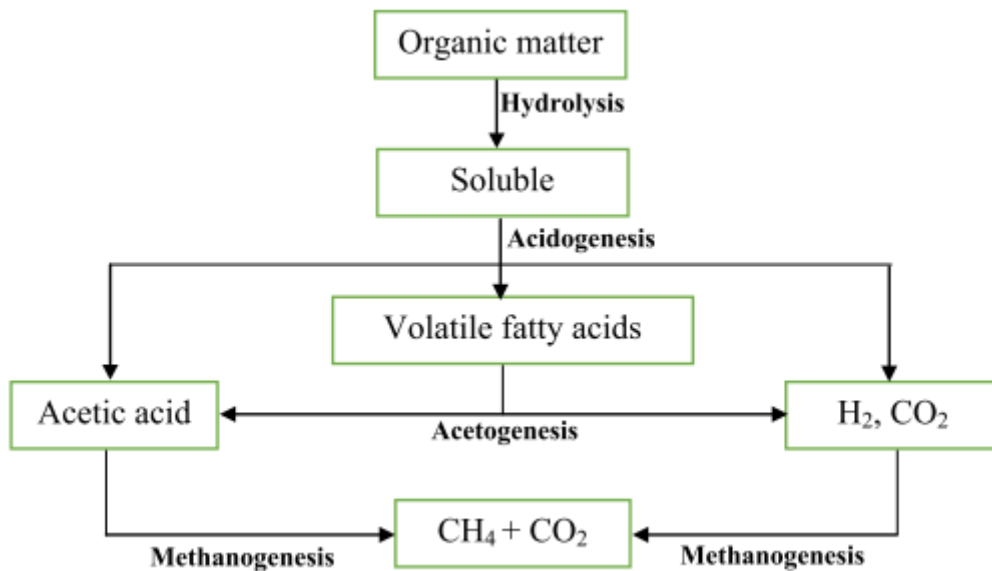 Organic matter
Hydrolysis
Soluble
Acidogenesis
Volatile fatty acids
Acetic acid
H₂, CO₂
Acetogenesis
CH₄ + CO₂
Methanogenesis
Methanogenesis